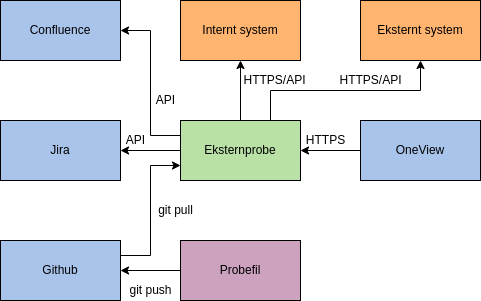 Confluence
Internt system
Eksternt system
HTTPS/API
HTTPS/API
API
Jira
API
Eksternprobe
HTTPS
OneView
git pull
Github
Probefil
git push